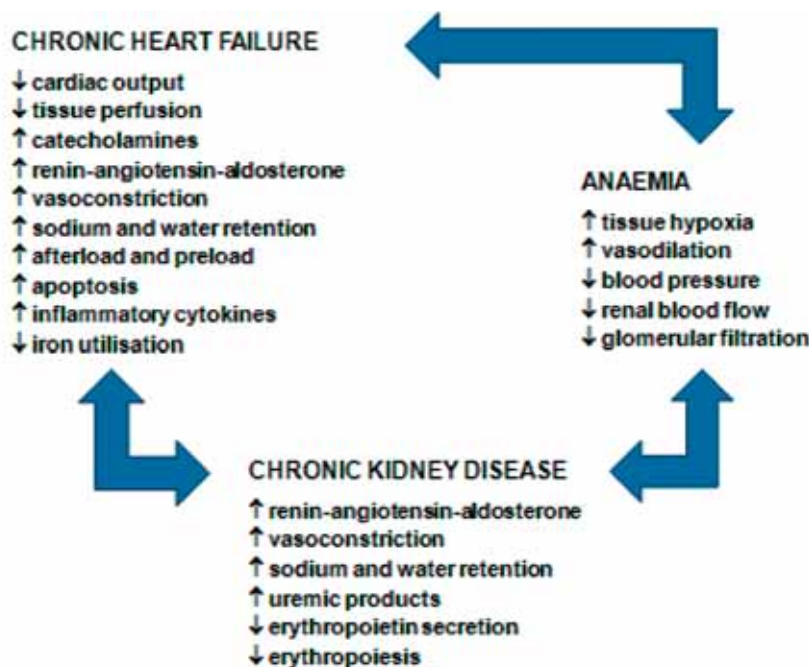 CHRONIC HEART FAILURE
↓ cardiac output
↓ tissue perfusion
↑ catecholamines
↑ renin-angiotensin-aldosterone
↑ vasoconstriction
↑ sodium and water retention
↑ afterload and preload
↑ apoptosis
↑ inflammatory cytokines
↓ iron utilisation
ANAEMIA
↑ tissue hypoxia
↑ vasodilation
↓ blood pressure
↓ renal blood flow
↓ glomerular filtration
CHRONIC KIDNEY DISEASE
↑ renin-angiotensin-aldosterone
↑ vasoconstriction
↑ sodium and water retention
↑ uremic products
↓ erythropoietin secretion
↓ erythropoiesis